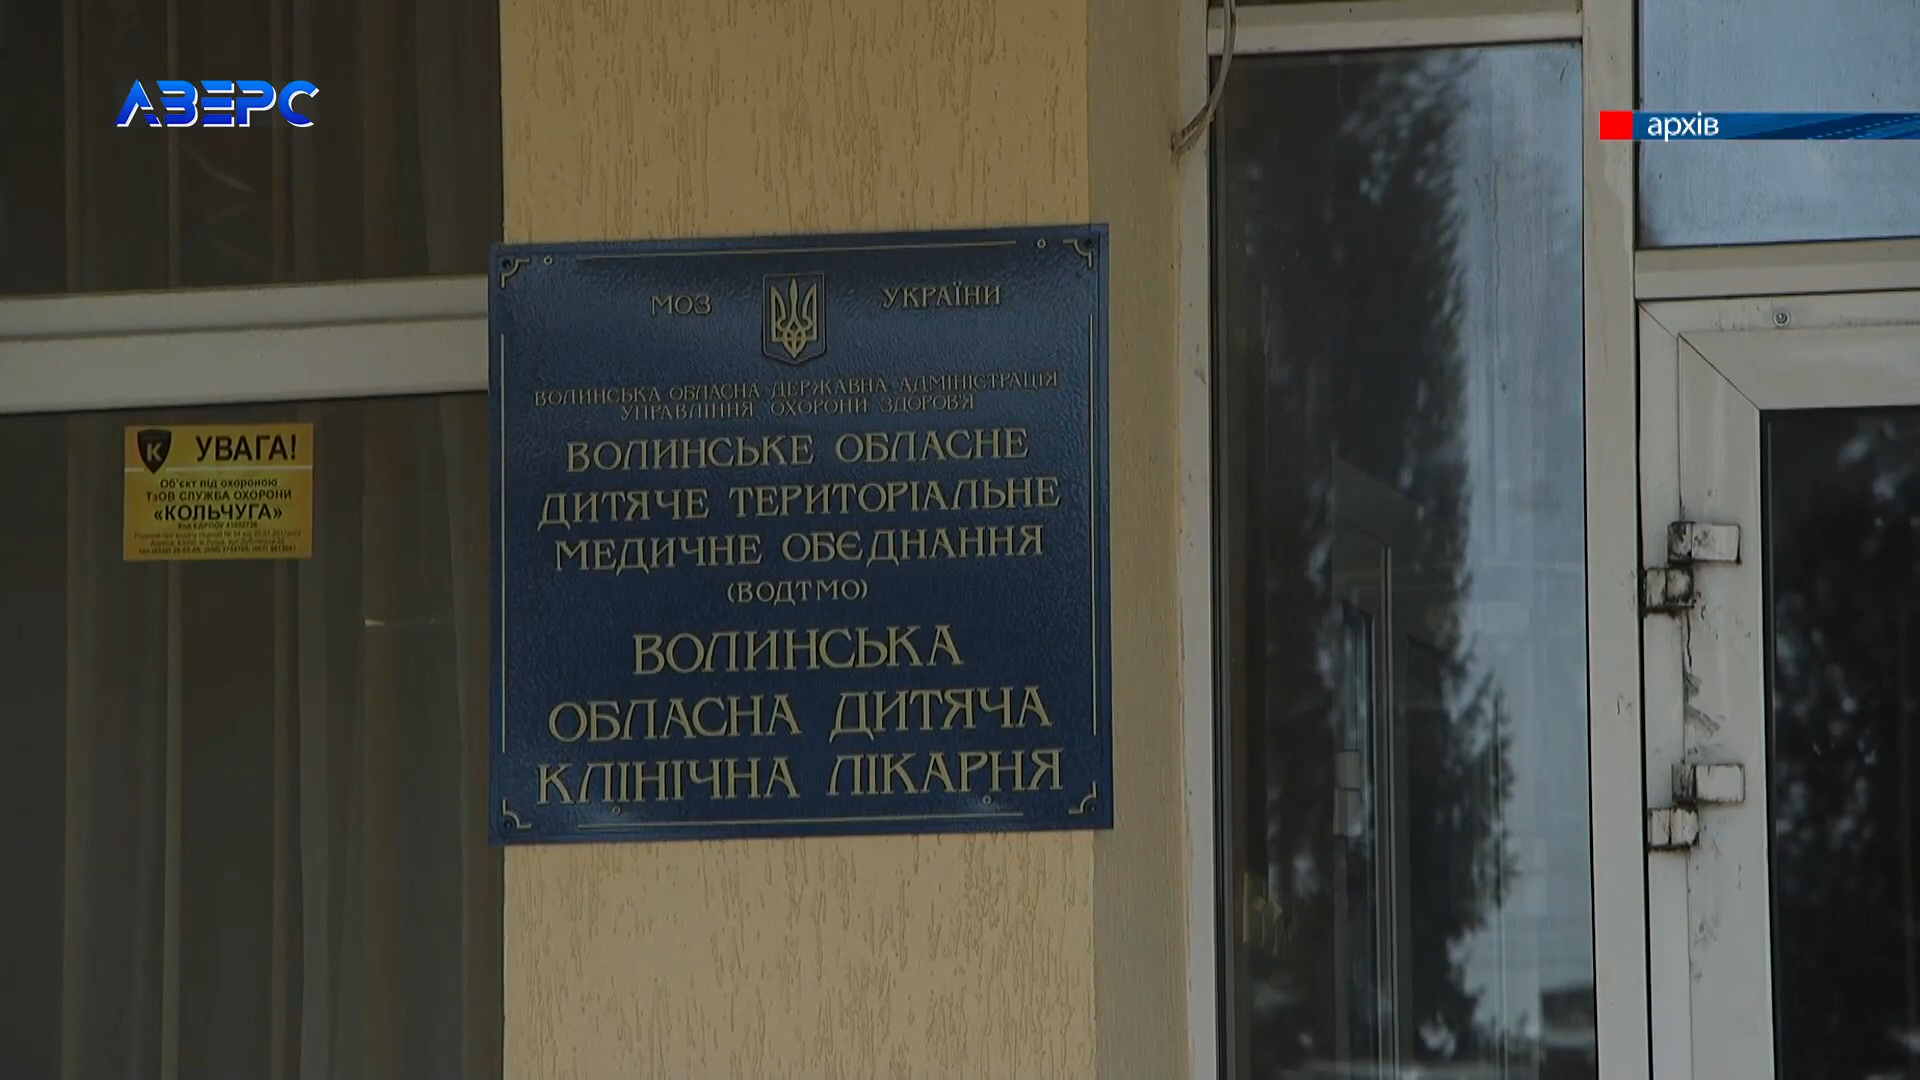 АВЕРС
архів
МОЗ УКРАЇНИ
ВОЛИНСЬКА ОБЛАСНА ДЕРЖАВНА АДМІНІСТРАЦІЯ
УПРАВЛІННЯ ОХОРОНИ ЗДОРОВ'Я
ВОЛИНСЬКЕ ОБЛАСНЕ
ДИТЯЧЕ ТЕРИТОРІАЛЬНЕ
МЕДИЧНЕ ОБЄДНАННЯ
(ВОДТМО)
ВОЛИНСЬКА
ОБЛАСНА ДИТЯЧА
КЛІНІЧНА ЛІКАРНЯ
К УВАГА!
Об'єкт під охороною
ТзОВ СЛУЖБА ОХОРОНИ
«КОЛЬЧУГА»